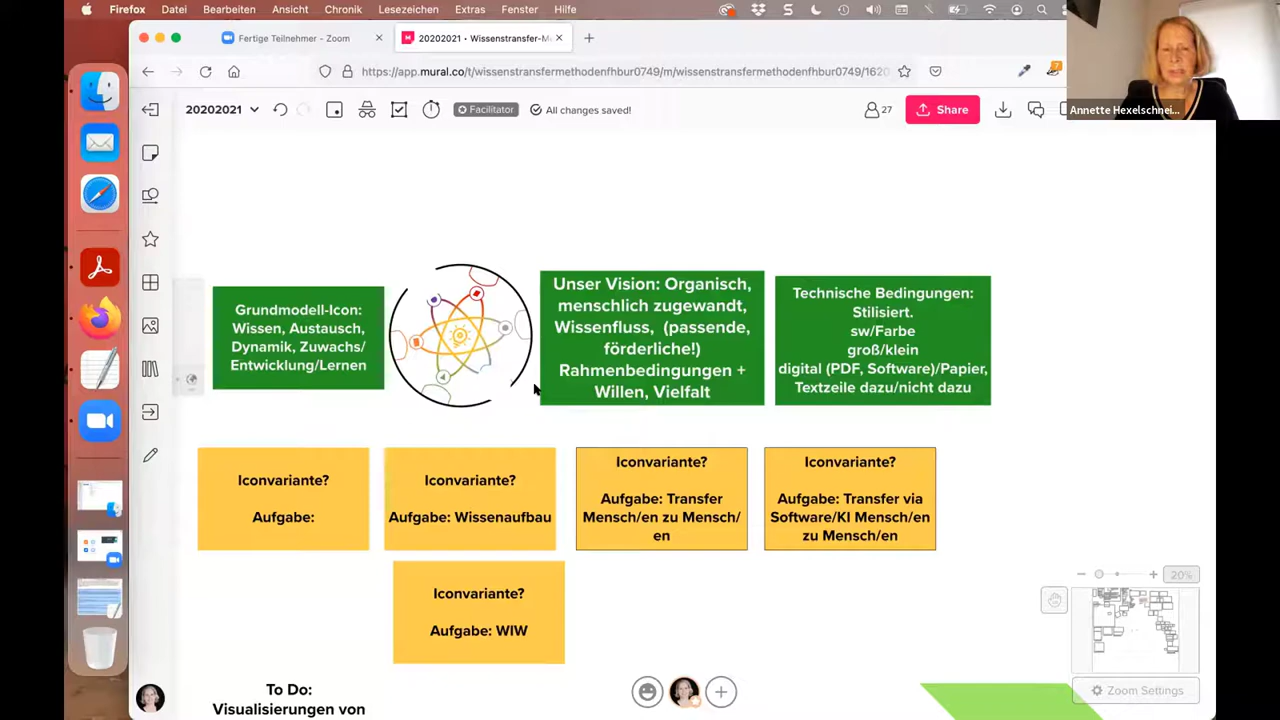 Firefox Datei Bearbeiten Ansicht Chronik Lesezeichen Extras Fenster Hilfe
Fertige Teilnehmer - Zoom
20202021 • Wissenstransfer-M
https://app.mural.co/t/wissenstransfermethodenfhbur0749/m/wissenstransfermethodenfhbur0749/1620
7
Annette Hexelschnei...
20202021
Facilitator
All changes saved!
27
Share
Grundmodell-Icon:
Wissen, Austausch,
Dynamik, Zuwachs/
Entwicklung/Lernen
Unser Vision: Organisch,
menschlich zugewandt,
Wissenfluss, (passende,
förderliche!)
Rahmenbedingungen +
Willen, Vielfalt
Technische Bedingungen:
Stilisiert.
sw/Farbe
groß/klein
digital (PDF, Software)/Papier,
Textzeile dazu/nicht dazu
Iconvariante?
Aufgabe:
Iconvariante?
Aufgabe: Wissenaufbau
Iconvariante?
Aufgabe: Transfer
Mensch/en zu Mensch/
en
Iconvariante?
Aufgabe: Transfer via
Software/KI Mensch/en
zu Mensch/en
Iconvariante?
Aufgabe: WIW
20%
Zoom Settings
To Do:
Visualisierungen von